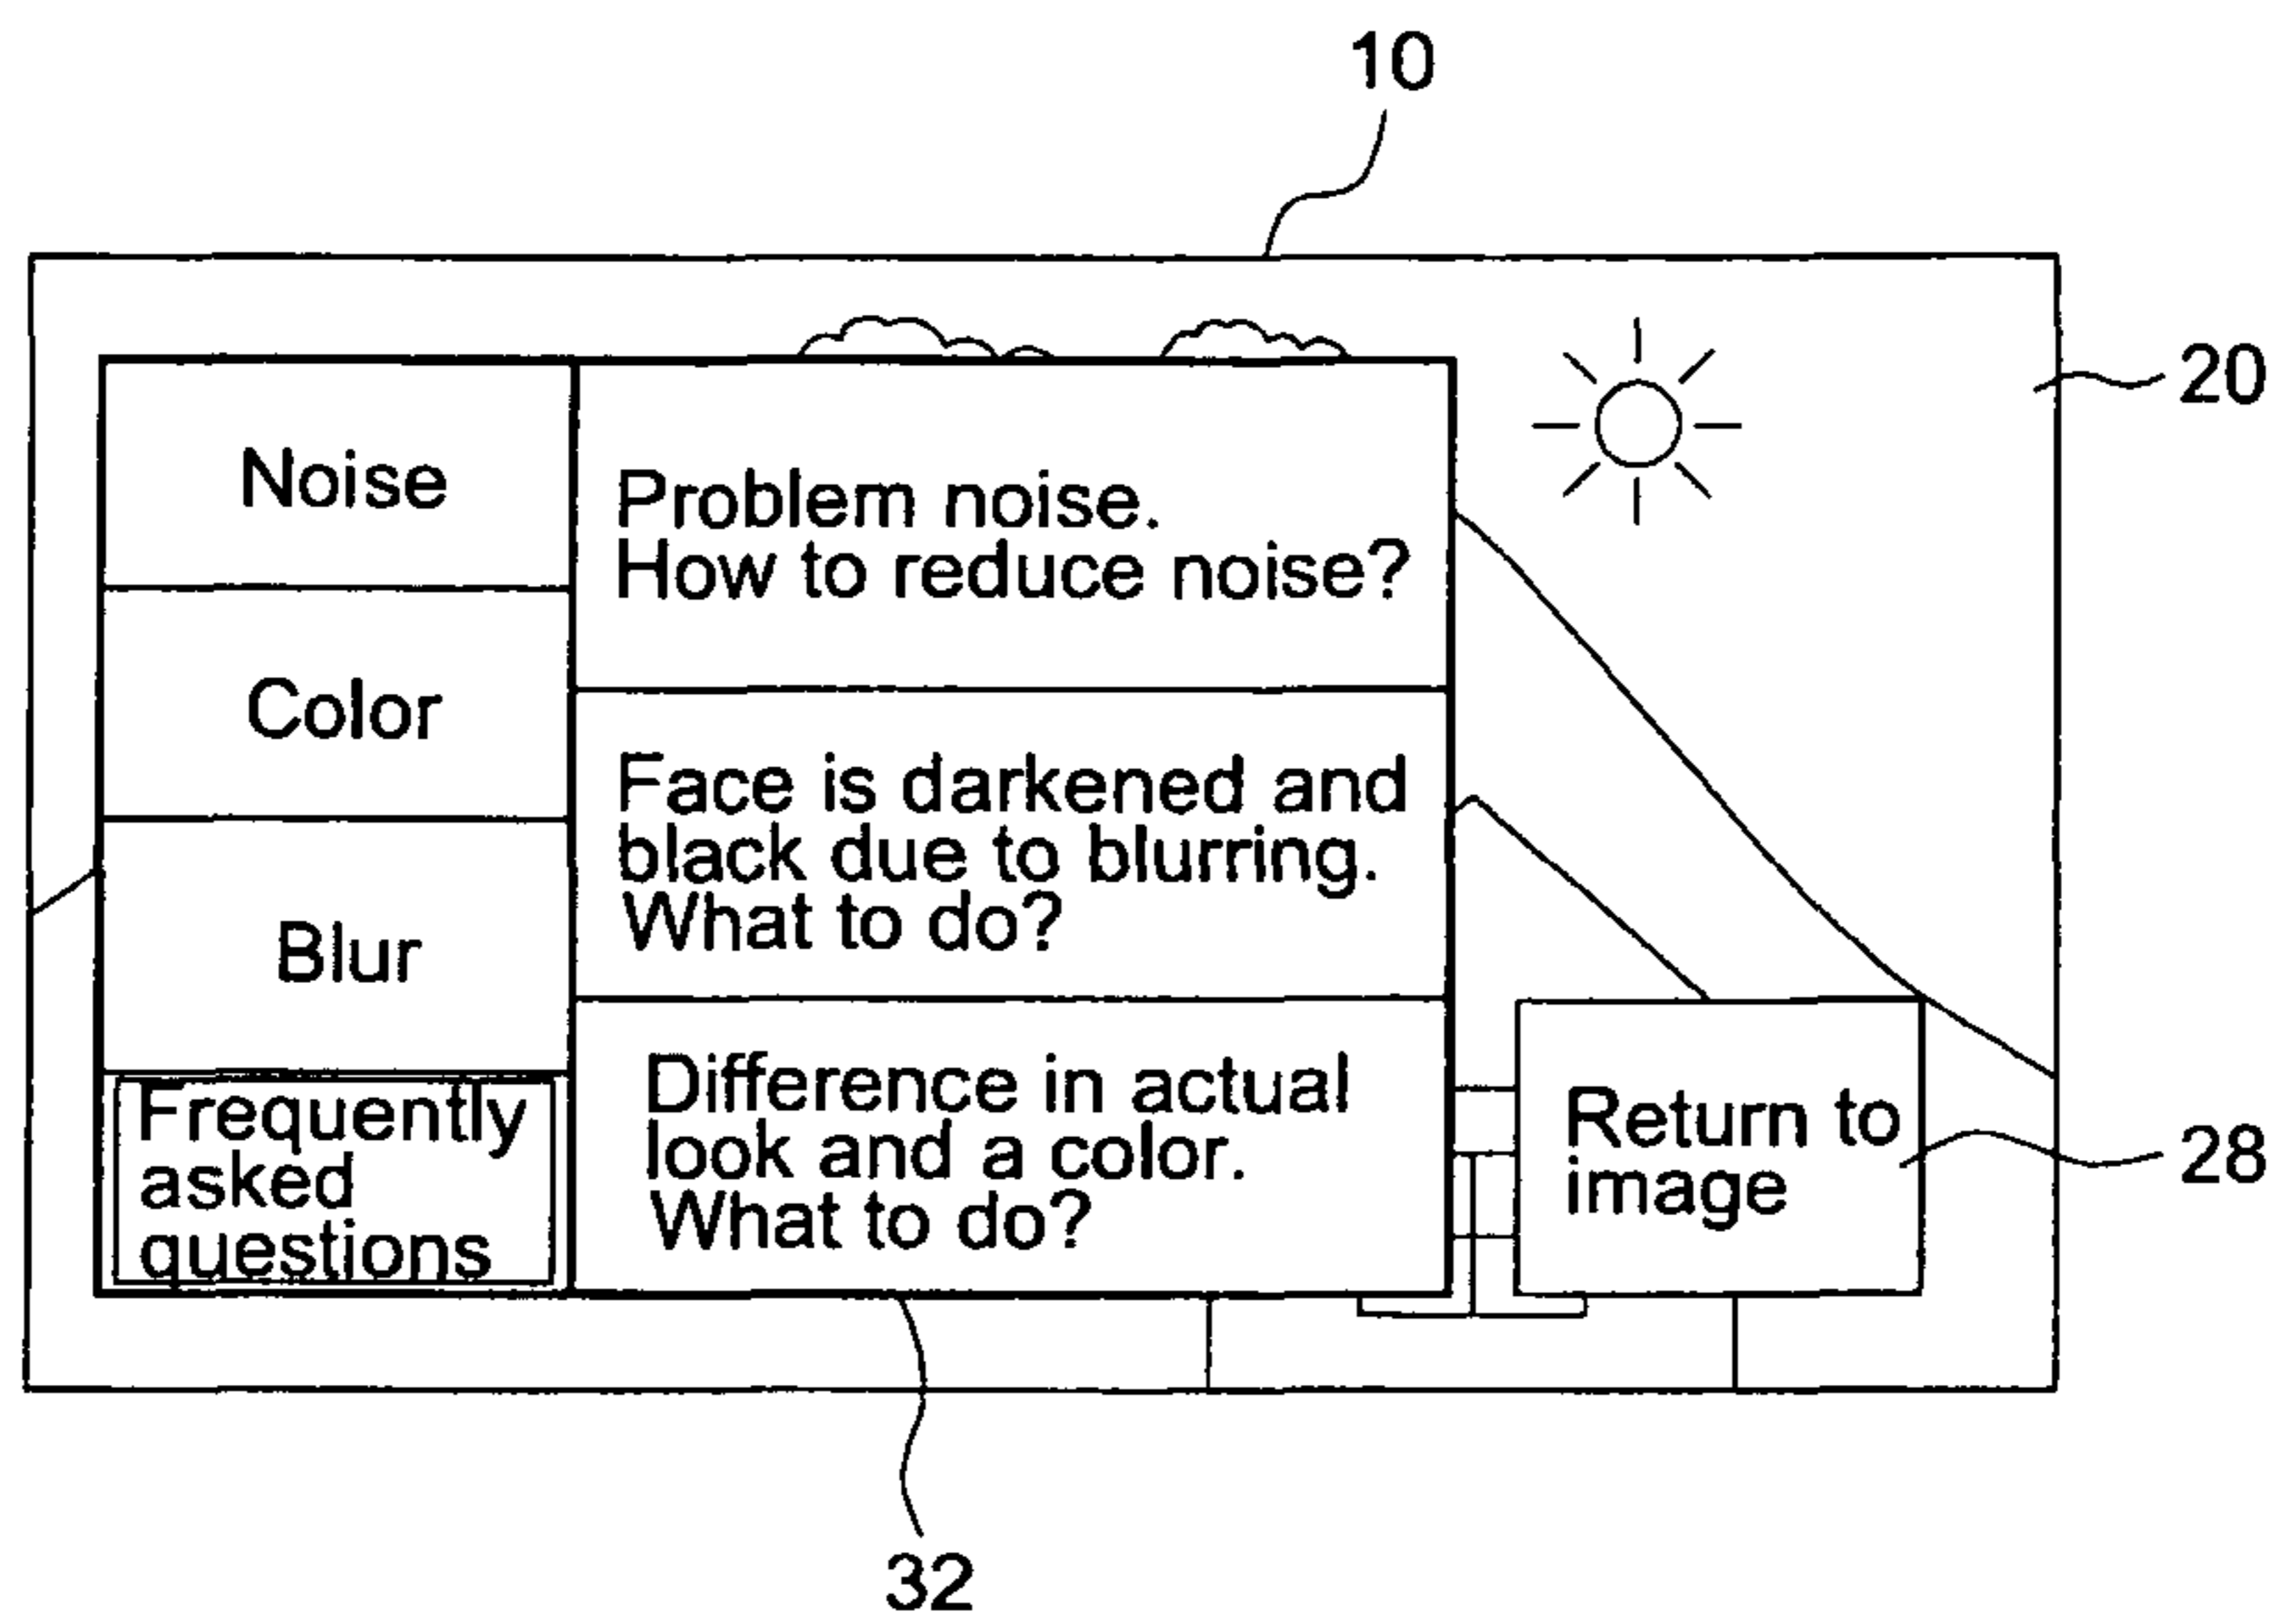 10
20
Noise
Color
Blur
Frequently
asked
questions
Problem noise.
How to reduce noise?
Face is darkened and
black due to blurring.
What to do?
Difference in actual
look and a color.
What to do?
Return to
image
28
32